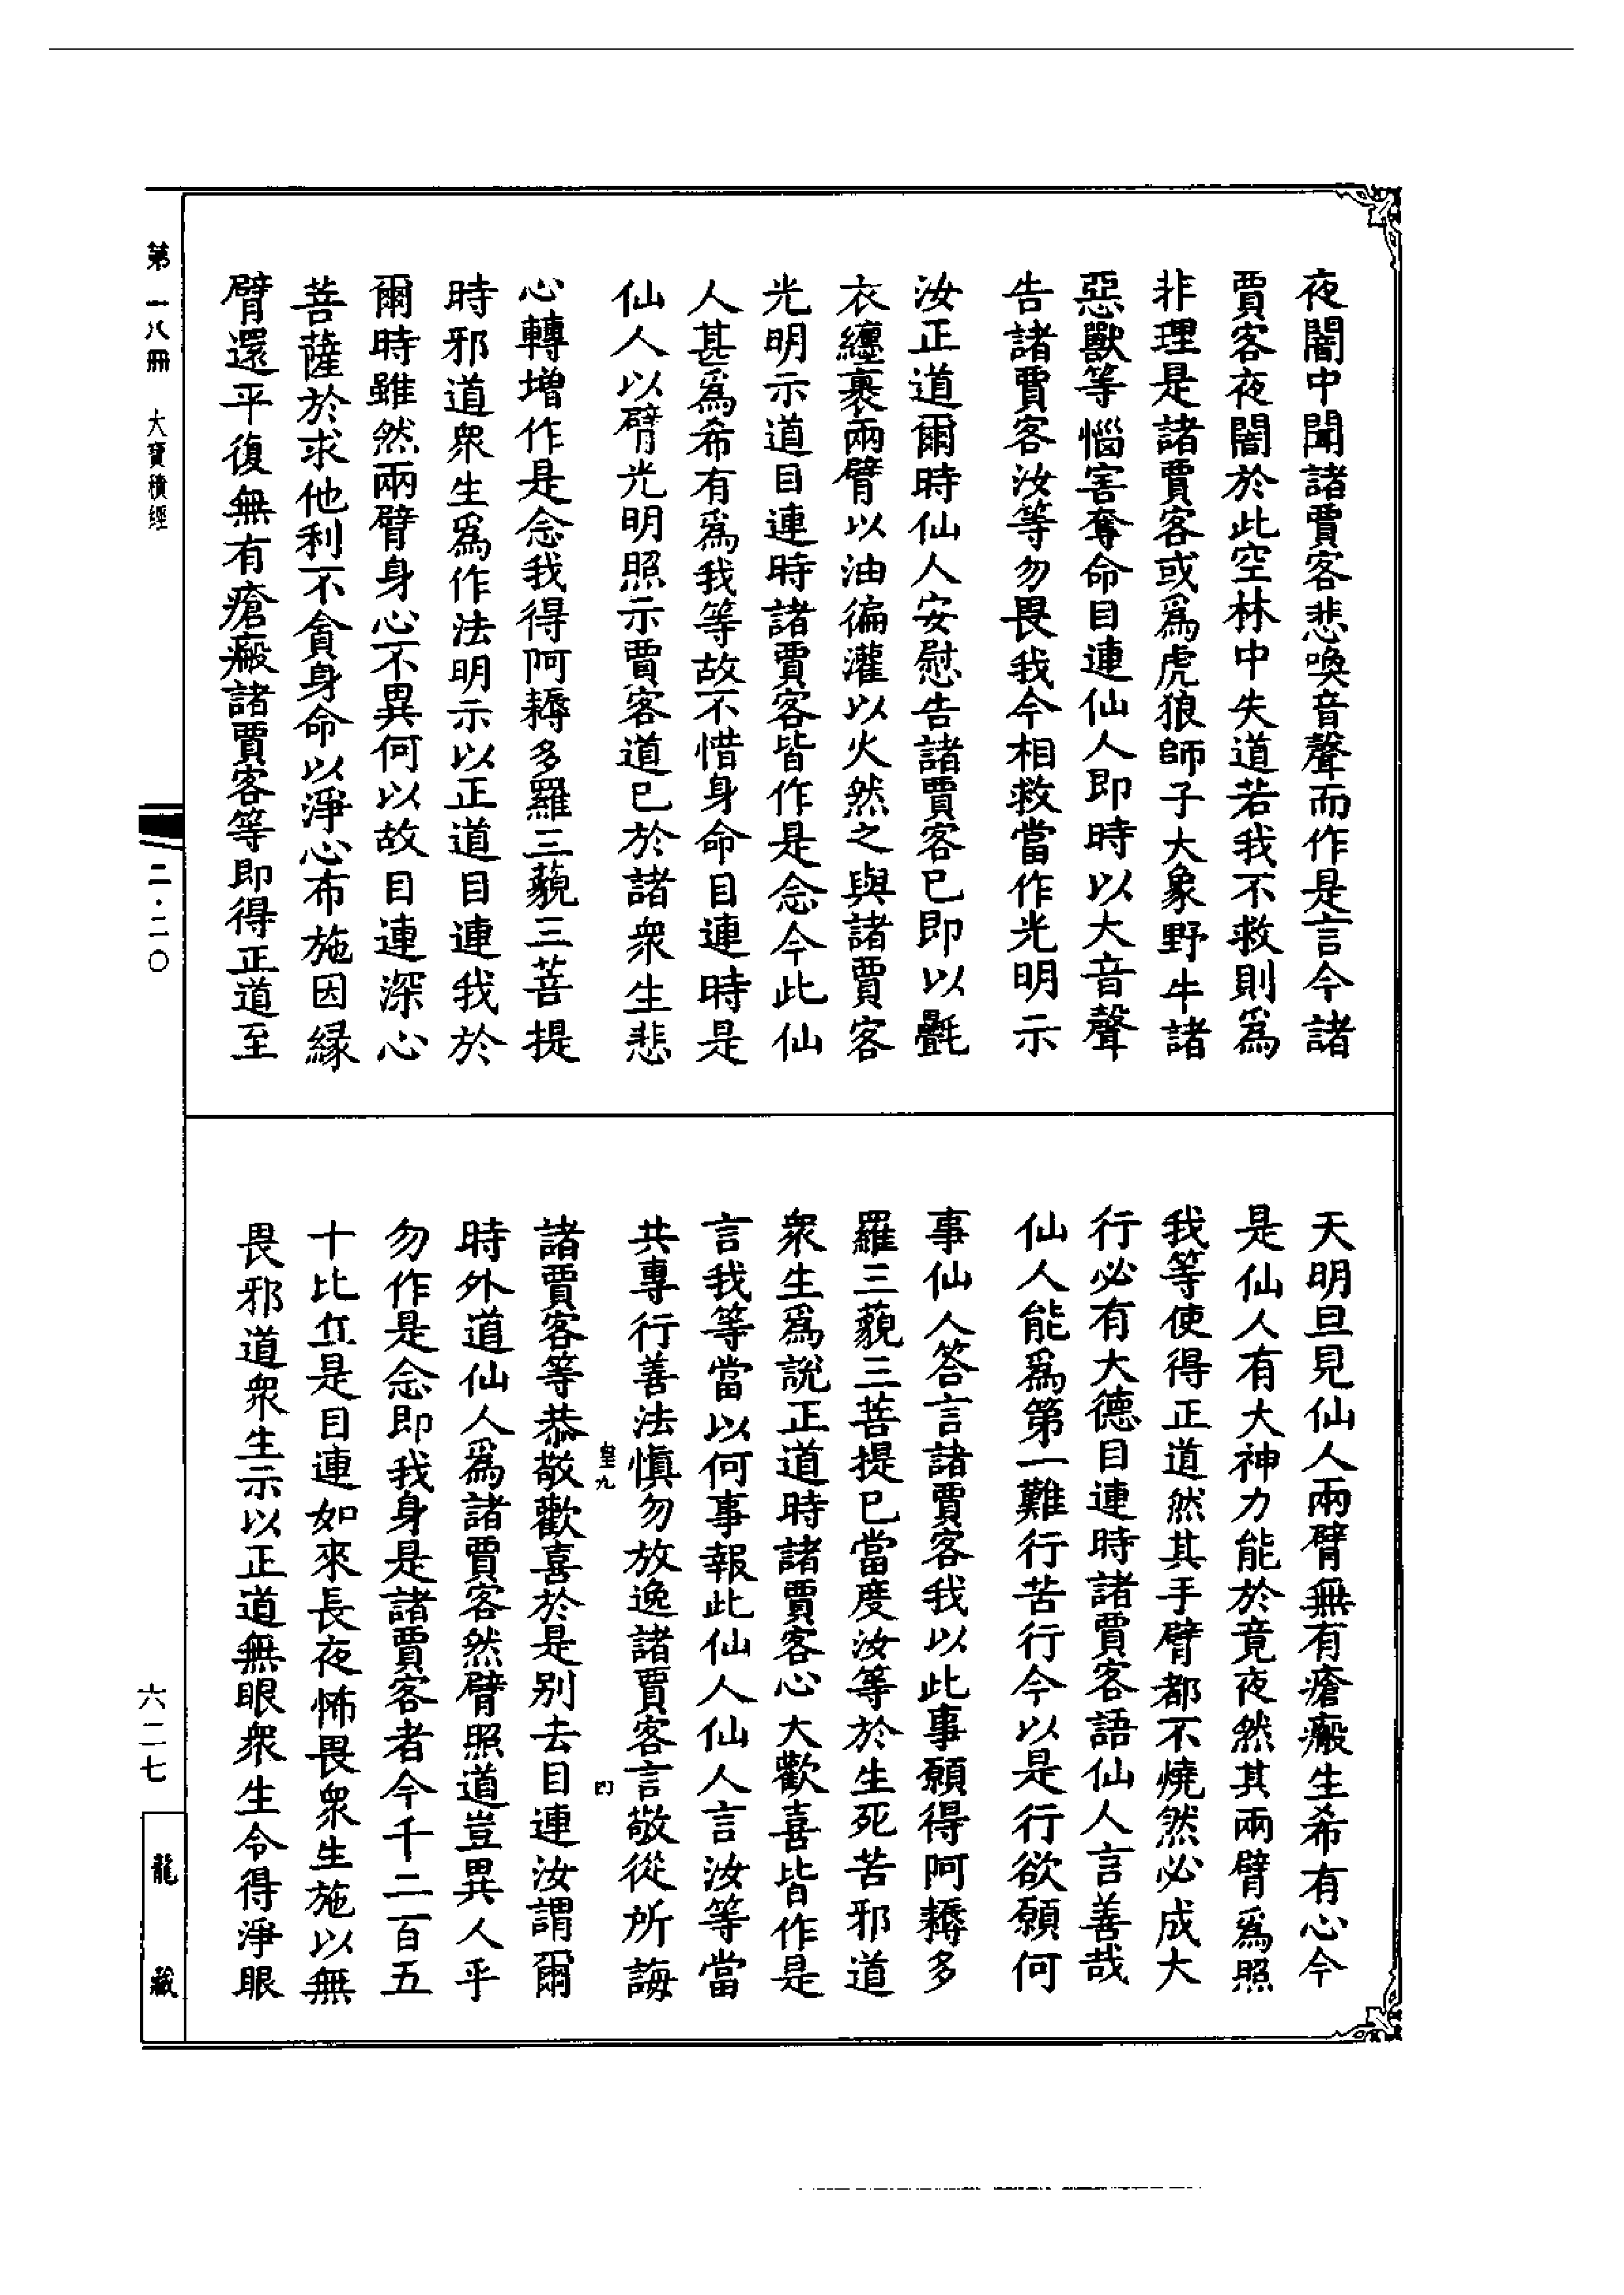 夜闇中聞諸賈客悲喚音聲而作是言今諸
賈客夜闇於此空林中失道若我不救則爲
非理是諸賈客或爲虎狼師子大象野牛諸
惡獸等惱害奪命目連仙人即時以大音聲
告諸賈客汝等勿畏我今相救當作光明示
汝正道爾時仙人安慰告諸賈客已即以氎
衣纏裹兩臂以油徧灌以火然之與諸賈客
光明示道目連時諸賈客皆作是念今此仙
人甚爲希有爲我等故不惜身命目連時是
仙人以臂光明照示賈客道已於諸衆生悲
心轉增作是念我得阿耨多羅三藐三菩提
時邪道衆生爲作法明示以正道目連我於
爾時雖然兩臂身心不異何以故目連深心
菩薩於求他利不貪身命以淨心布施因緣
臂還平復無有瘡瘢諸賈客等即得正道至
天明旦見仙人兩臂無有瘡瘢生希有心今
是仙人有大神力能於竟夜然其兩臂爲照
我等使得正道然其手臂都不燒然必成大
行必有大德目連時諸賈客語仙人言善哉
仙人能爲第一難行苦行今以是行欲願何
事仙人答言諸賈客我以此事願得阿耨多
羅三藐三菩提已當度汝等於生死苦邪道
衆生爲說正道時諸賈客心大歡喜皆作是
言我等當以何事報此仙人仙人言汝等當
共專行善法慎勿放逸諸賈客言敬從所誨
皇九
四
諸賈客等恭敬歡喜於是別去目連汝謂爾
時外道仙人爲諸賈客然臂照道豈異人乎
勿作是念即我身是諸賈客者今千二百五
十比丘是目連如來長夜怖畏衆生施以無
畏邪道衆生示以正道無眼衆生令得淨眼
第一八冊 大寶積經
二·二〇
六二七
龍藏